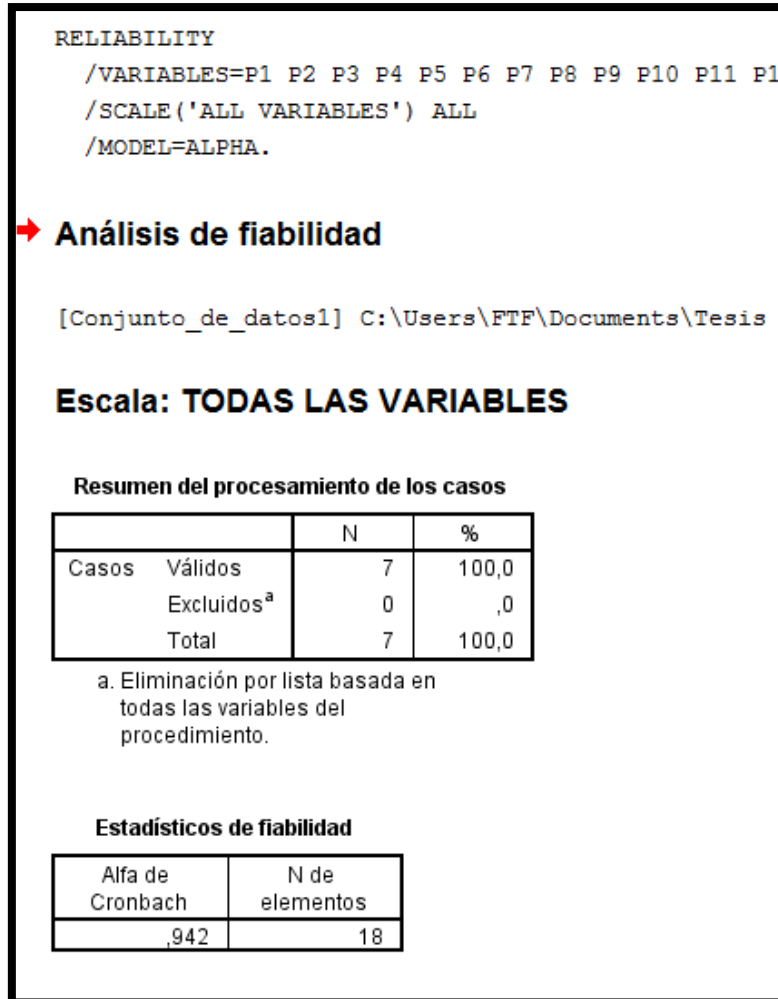 RELIABILITY
/VARIABLES=P1 P2 P3 P4 P5 P6 P7 P8 P9 P10 P11 P1
/SCALE('ALL VARIABLES') ALL
/MODEL=ALPHA.
Análisis de fiabilidad
[Conjunto_de_datos1] C:\Users\FTF\Documents\Tesis
Escala: TODAS LAS VARIABLES
Resumen del procesamiento de los casos
N %
Casos Válidos 7 100,0
Excluidosª 0 ,0
Total 7 100,0
a. Eliminación por lista basada en
todas las variables del
procedimiento.
Estadísticos de fiabilidad
Alfa de N de
Cronbach elementos
,942 18